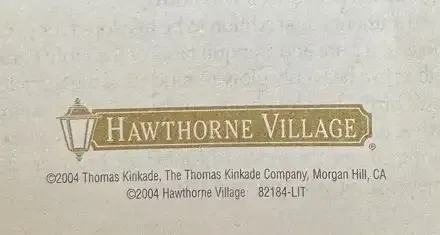 HAWTHORNE VILLAGE ®
©2004 Thomas Kinkade, The Thomas Kinkade Company, Morgan Hill, CA
©2004 Hawthorne Village 82184-LIT